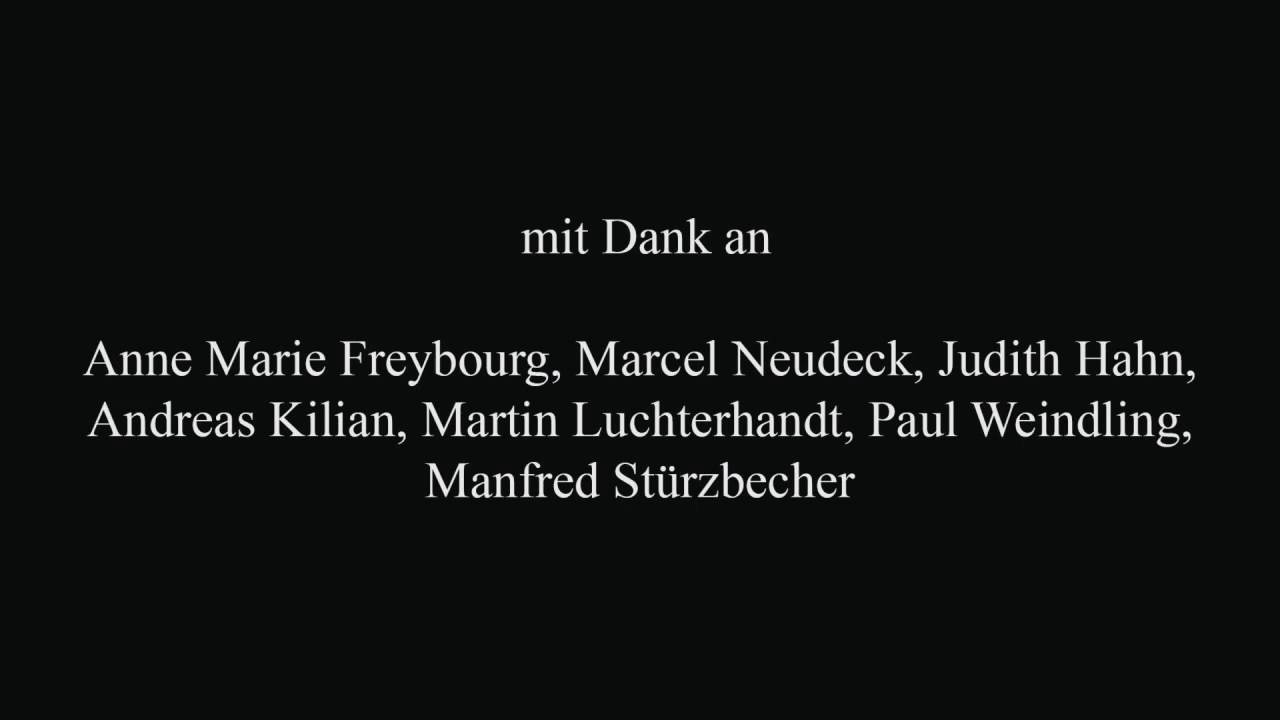 mit Dank an
Anne Marie Freybourg, Marcel Neudeck, Judith Hahn,
Andreas Kilian, Martin Luchterhandt, Paul Weindling,
Manfred Stürzbecher